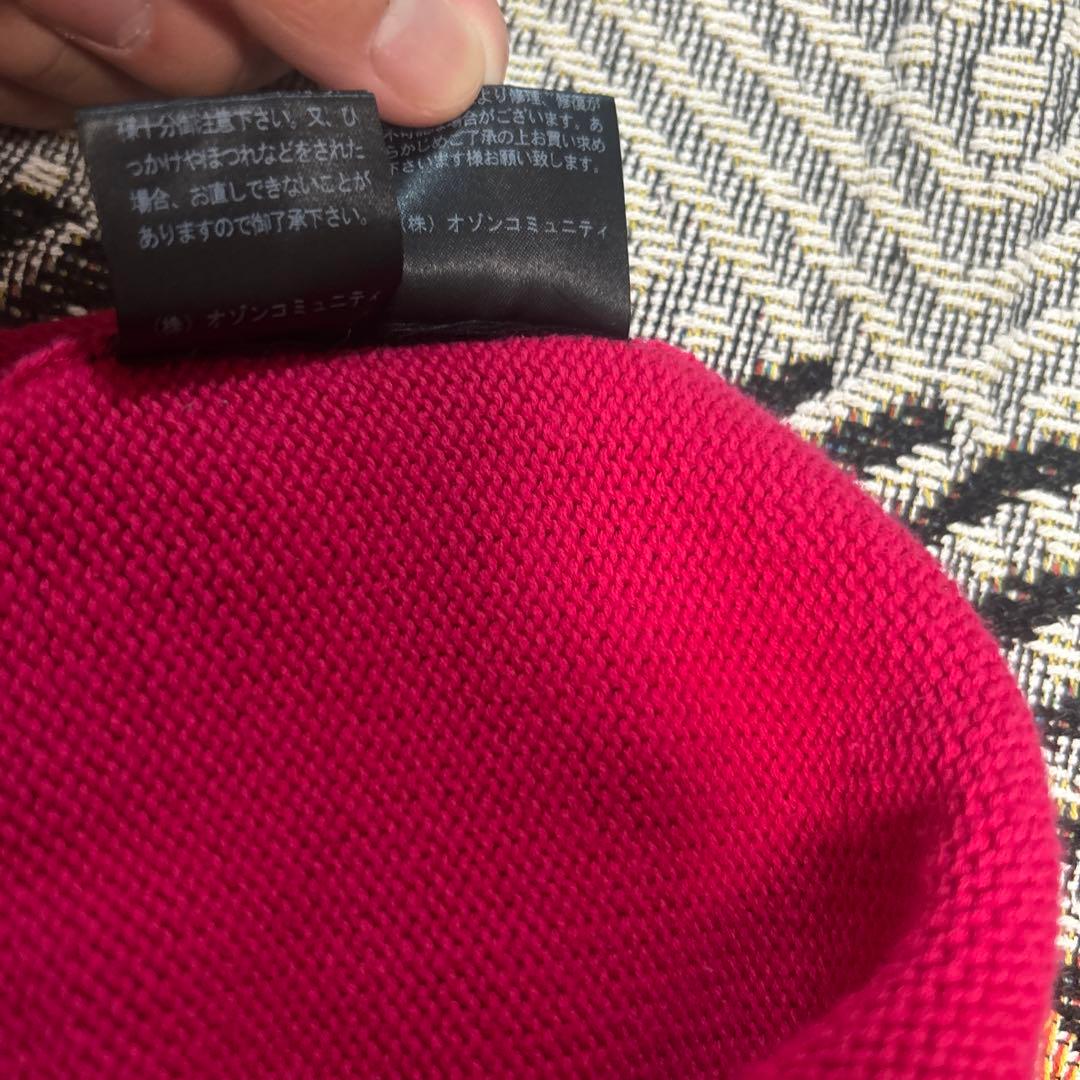 様十分御注意下さい。又、ひ
っかけやほつれなどをされた
場合、お直しできないことが
ありますので御了承下さい。
(株) オゾンコミュニティ
より修理、修復が
場合がございます。あ
らかじめご了承の上お買い求め
下さいます様お願い致します。
(株) オゾンコミュニティ